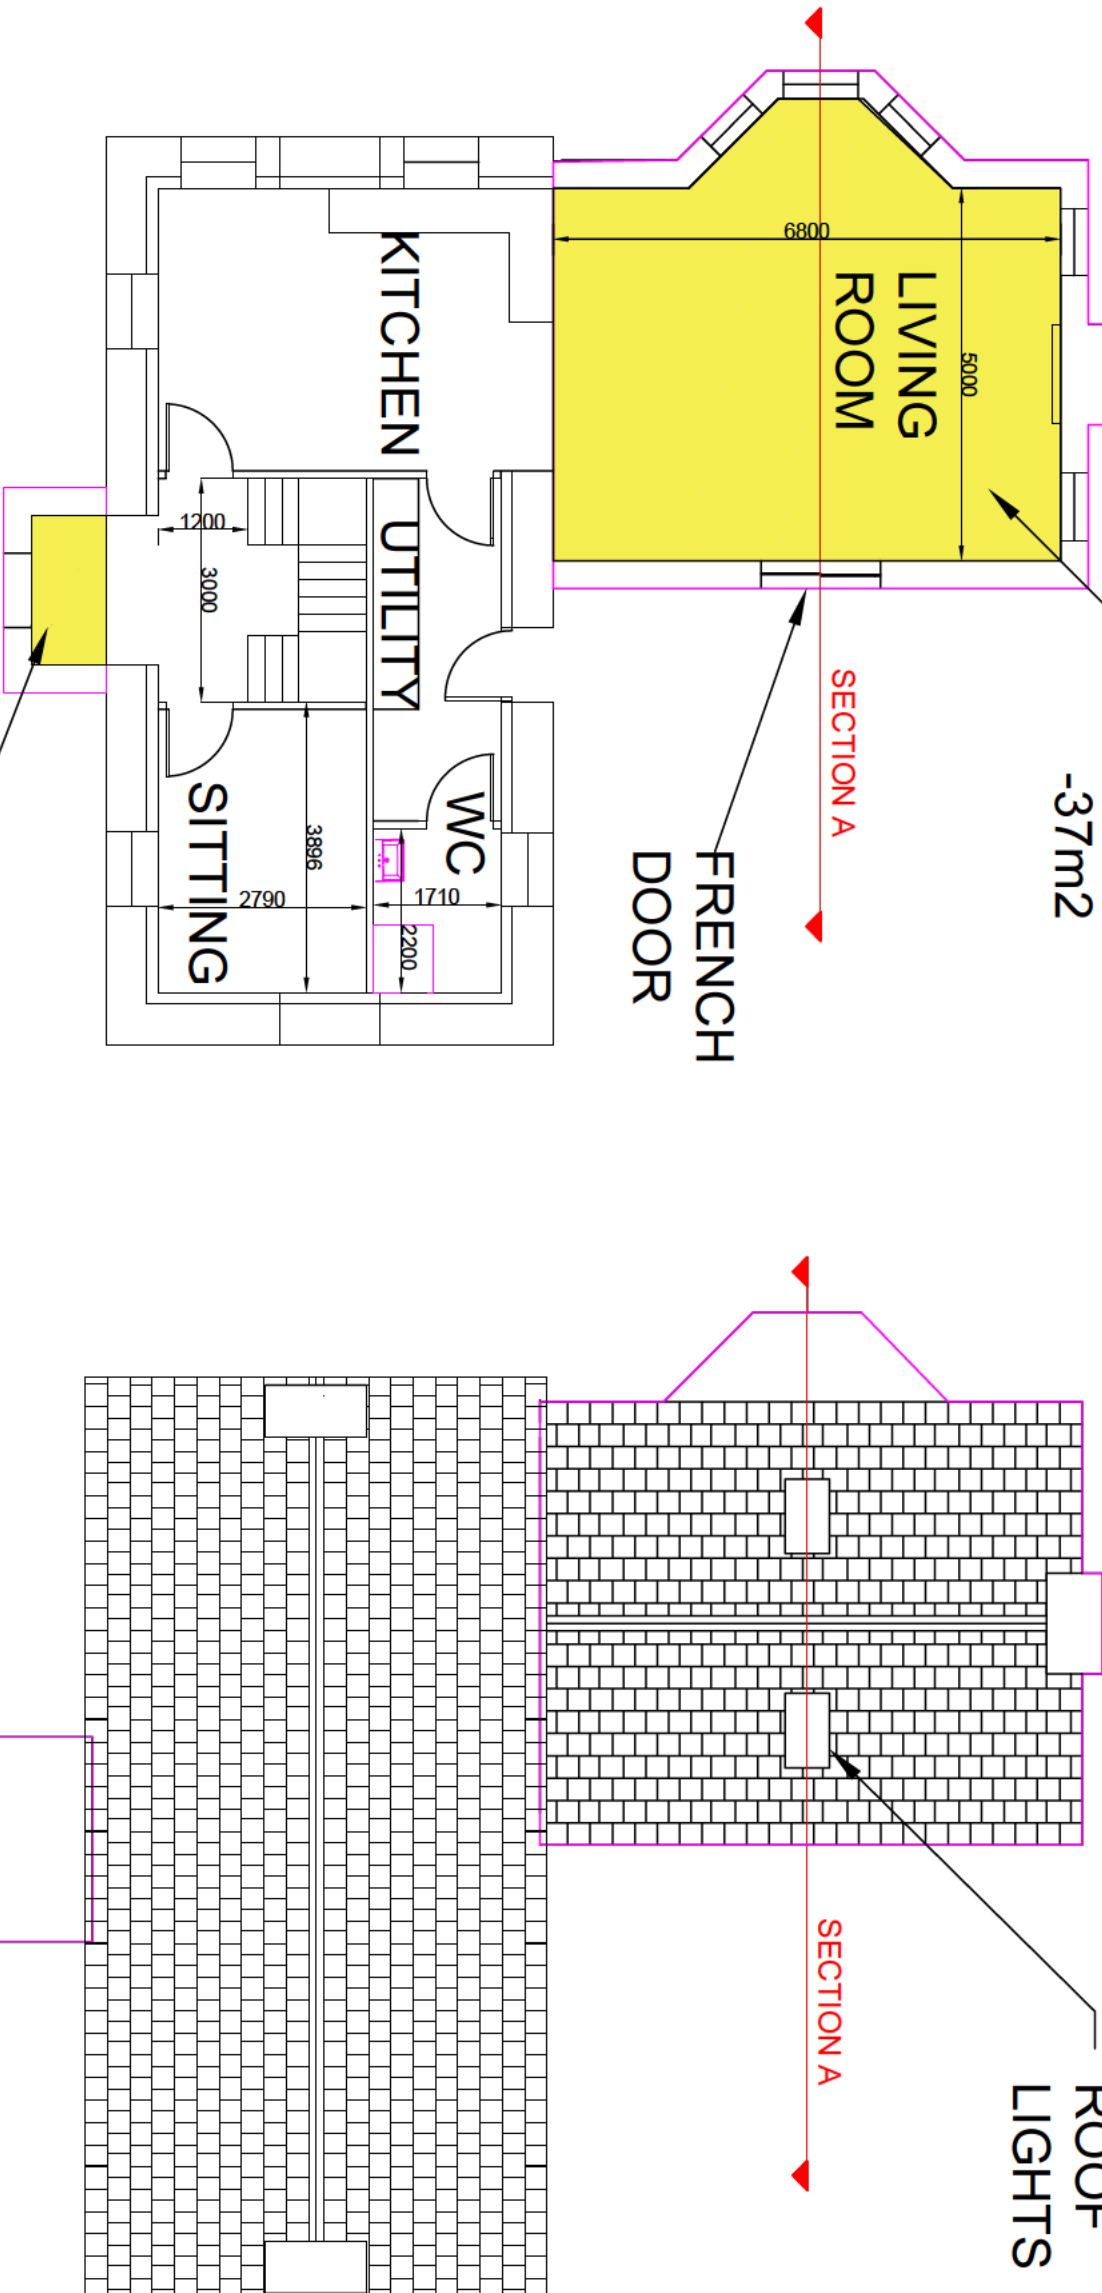 6800
LIVING
ROOM
5000
KITCHEN
UTILITY
1200
3000
SECTION A
-37m2
WC
SITTING
3896
2790
1710
2200
FRENCH
DOOR
SECTION A
ROOF
LIGHTS